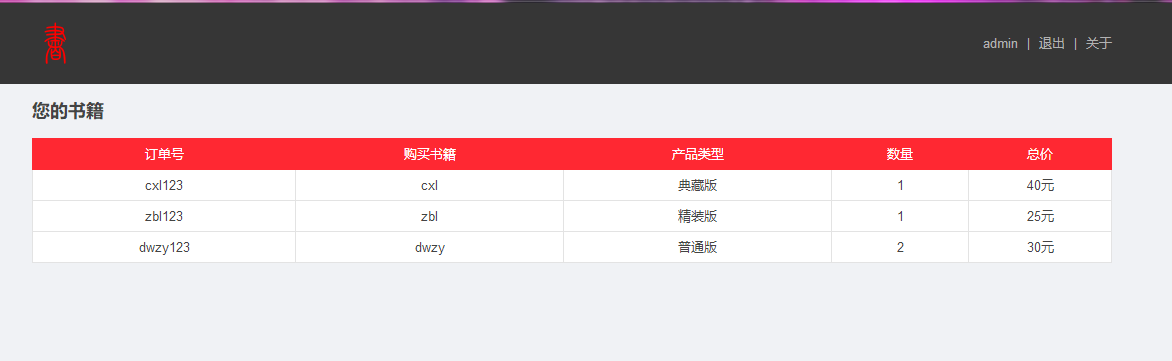 書
admin | 退出 | 关于
您的书籍
订单号 购买书籍 产品类型 数量 总价
cxl123 cxl 典藏版 1 40元
zbl123 zbl 精装版 1 25元
dwzy123 dwzy 普通版 2 30元